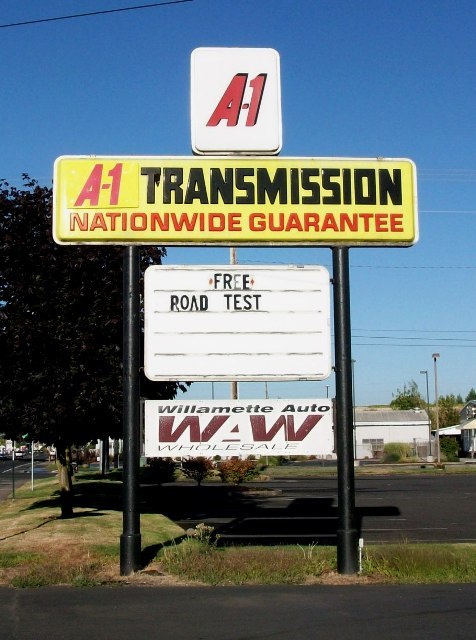 A-1
A-1 TRANSMISSION
NATIONWIDE GUARANTEE
FREE
ROAD TEST
Willamette Auto
WAW
WHOLESALE